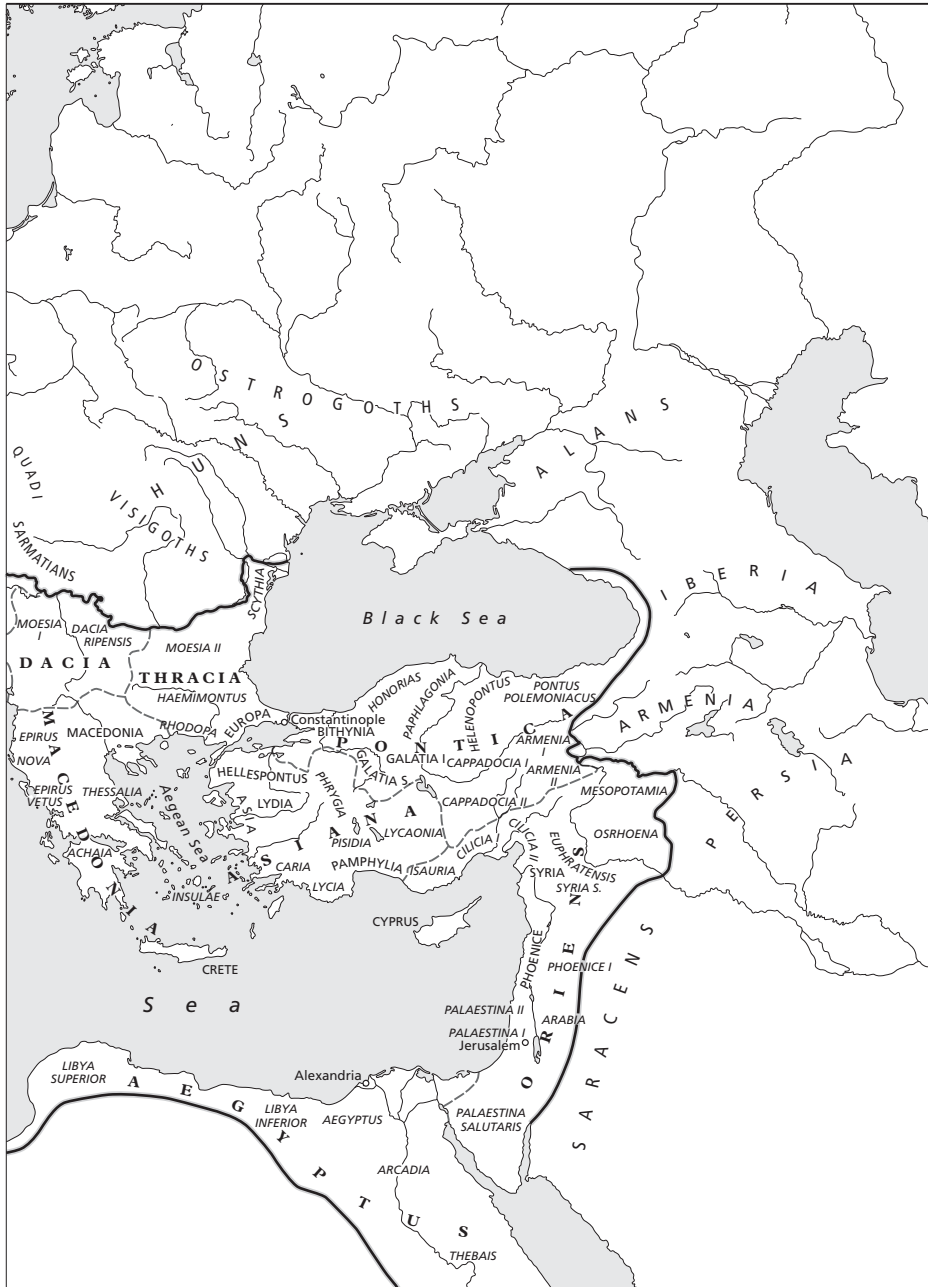 OSTROGOTHS
HUNS
ALANS
QUADI
VISIGOTHS
SARMATIANS
SCYTHIA
IBERIA
Black Sea
MOESIA
I
DACIA
RIPENSIS
MOESIA II
DACIA
THRACIA
HAEMIMONTUS
HONORIAS
PAPHLAGONIA
HELENOPONTUS
PONTUS
POLEMONIACUS
ARMENIA
MACEDONIA
EPIRUS
NOVA
MACEDONIA
RHODOPA
EUROPA
Constantinople
BITHYNIA
PONTICA
GALATIA I
CAPPADOCIA I
ARMENIA
I
ARMENIA
II
MESOPOTAMIA
PERSIA
HELLESPONTUS
PHRYGIA
GALATIA S.
EPIRUS
VETUS
THESSALIA
Aegean Sea
ASIA
LYDIA
CAPPADOCIA II
OSRHOENA
ASIANA
PISIDIA
LYCAONIA
ACHAIA
CARIA
PAMPHYLIA
ISAURIA
CILICIA
CILICIA II
EUPHRATENSIS
SYRIA
SYRIA S.
INSULAE
LYCIA
CYPRUS
CRETE
PHOENICE
PHOENICE I
ORIENS
SARACENS
Sea
PALAESTINA II
ARABIA
PALAESTINA I
Jerusalem
Alexandria
LIBYA
SUPERIOR
AEGYPTUS
LIBYA
INFERIOR
AEGYPTUS
PALAESTINA
SALUTARIS
ARCADIA
THEBAIS